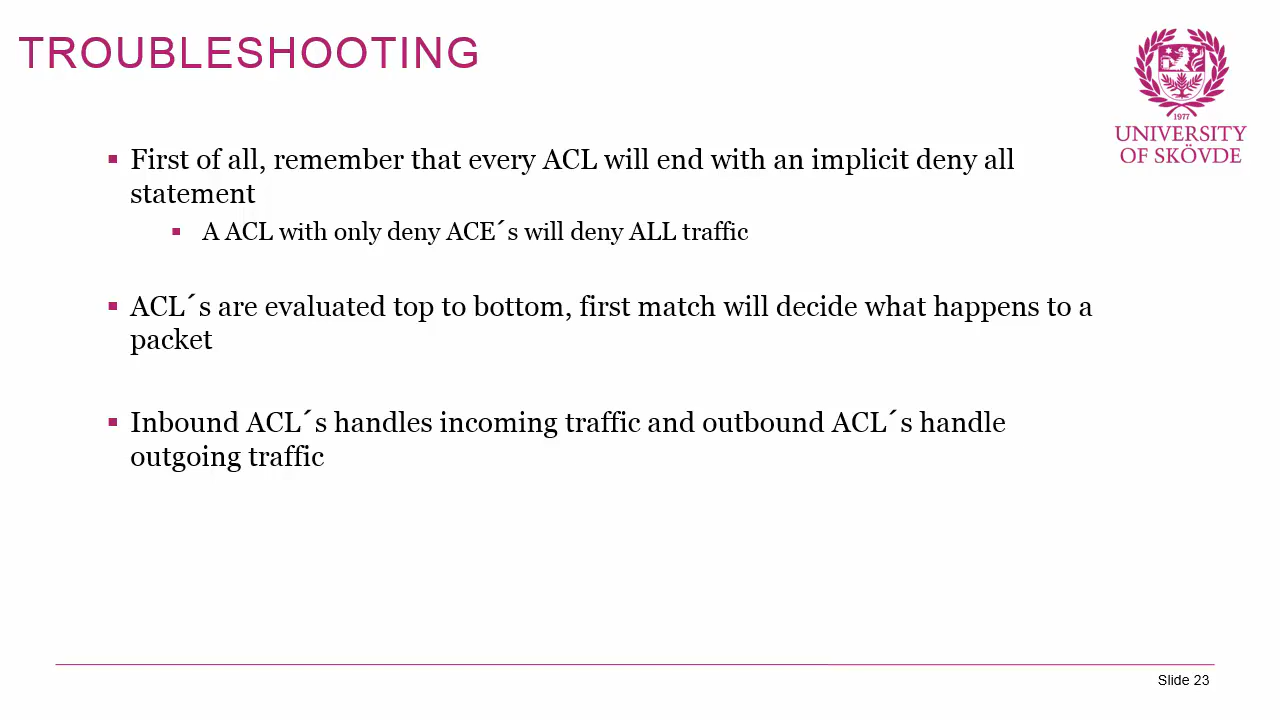 TROUBLESHOOTING
1977
UNIVERSITY
OF SKÖVDE
▪ First of all, remember that every ACL will end with an implicit deny all
statement
▪ A ACL with only deny ACE´s will deny ALL traffic
▪ ACL´s are evaluated top to bottom, first match will decide what happens to a
packet
▪ Inbound ACL´s handles incoming traffic and outbound ACL´s handle
outgoing traffic
Slide 23